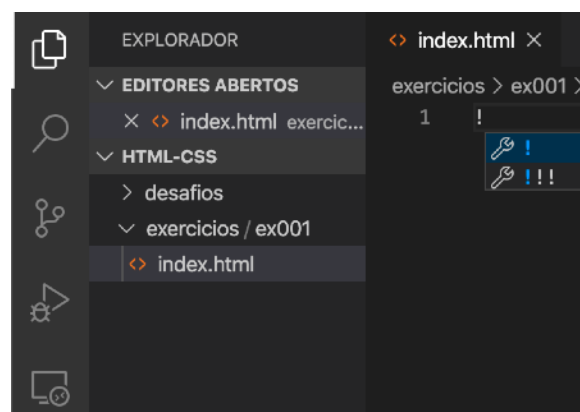 EXPLORADOR
EDITORES ABERTOS
index.html exercic...
HTML-CSS
desafios
exercicios / ex001
index.html
index.html
exercicios > ex001 >
1 !
!
!!!